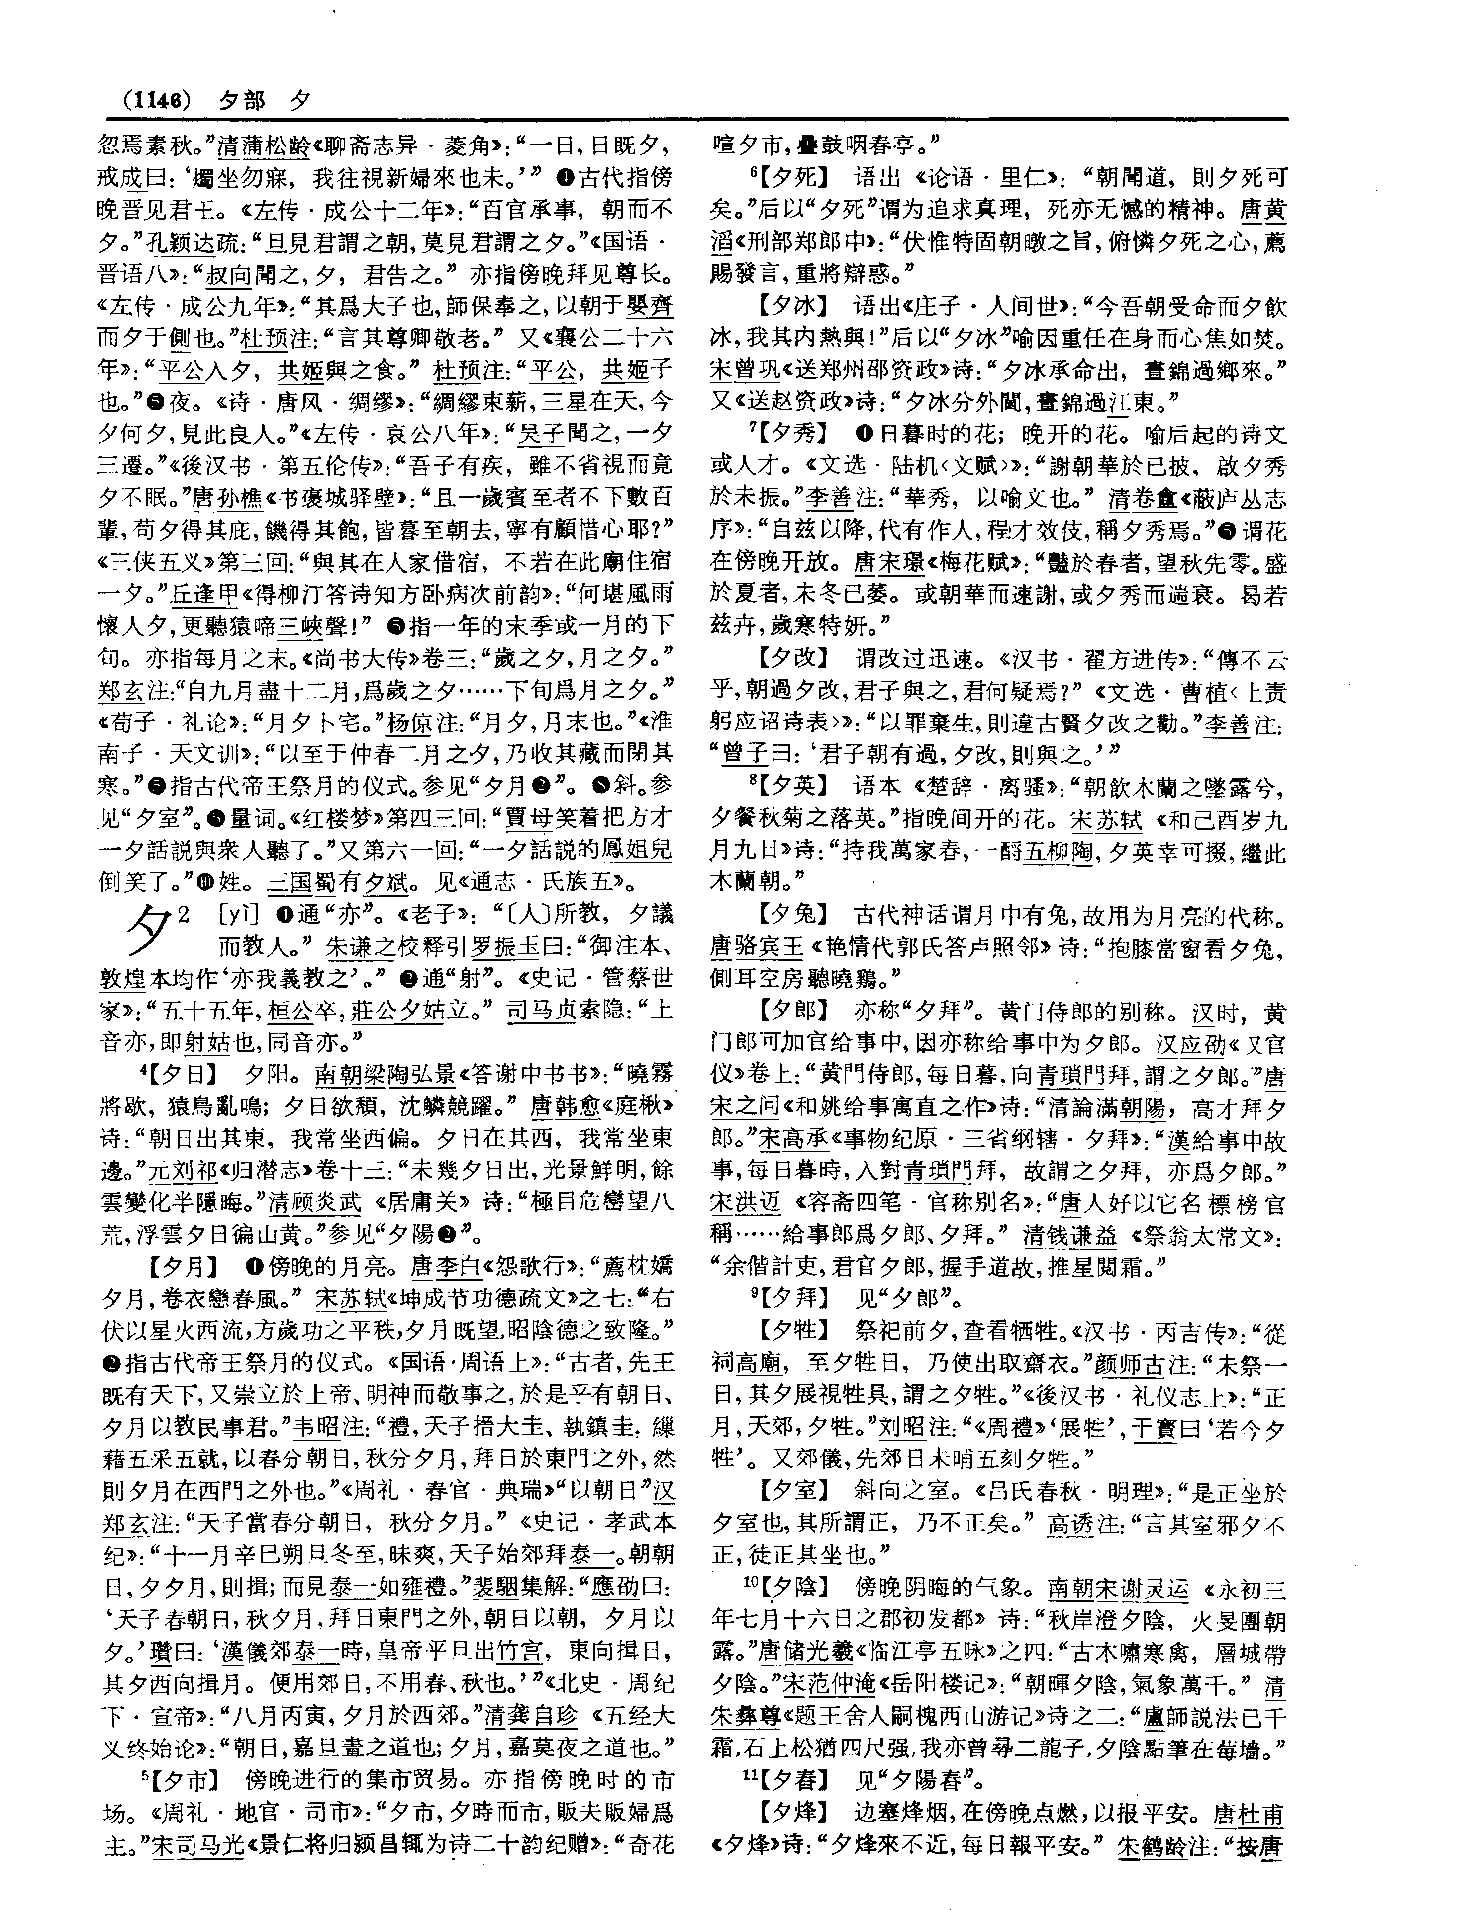 (1146) 夕部 夕
忽焉素秋。”清蒲松龄《聊斋志异·菱角》：“一日，日既夕，
戒成曰：‘燭坐勿寐，我往視新婦來也未。’”❹古代指傍
晚晋见君王。《左传·成公十二年》：“百官承事，朝而不
夕。”孔颖达疏：“旦見君謂之朝，莫見君謂之夕。”《国语·
晋语八》：“叔向聞之，夕，君告之。”亦指傍晚拜见尊长。
《左传·成公九年》：“其爲大子也，師保奉之，以朝于嬰齊
而夕于側也。”杜预注：“言其尊卿敬者。”又《襄公二十六
年》：“平公入夕，共姬與之食。”杜预注：“平公，共姬子
也。”❺夜。《诗·唐风·绸缪》：“綢繆束薪，三星在天，今
夕何夕，見此良人。”《左传·哀公八年》：“吴子聞之，一夕
三遷。”《後汉书·第五伦传》：“吾子有疾，雖不省視而竟
夕不眠。”唐孙樵《书褒城驿壁》：“且一歲賓至者不下數百
輩，苟夕得其庇，饑得其飽，皆暮至朝去，寧有顧惜心耶？”
《三侠五义》第三回：“與其在人家借宿，不若在此廟住宿
一夕。”丘逢甲《得柳汀答诗知方卧病次前韵》：“何堪風雨
懷人夕，更聽猿啼三峽聲！”❻指一年的末季或一月的下
旬。亦指每月之末。《尚书大传》卷三：“歲之夕，月之夕。”
郑玄注：“自九月盡十二月，爲歲之夕……下旬爲月之夕。”
《荀子·礼论》：“月夕卜宅。”杨倞注：“月夕，月末也。”《淮
南子·天文训》：“以至于仲春二月之夕，乃收其藏而閉其
寒。”❼指古代帝王祭月的仪式。参见“夕月❷”。❽斜。参
见“夕室”。❾量词。《红楼梦》第四三回：“賈母笑着把方才
一夕話説與衆人聽了。”又第六一回：“一夕話説的鳳姐兒
倒笑了。”❿姓。三国蜀有夕斌。见《通志·氏族五》。
夕2 [yì] ❶通“亦”。《老子》：“〔人〕所教，夕議
而教人。”朱谦之校释引罗振玉曰：“御注本、
敦煌本均作‘亦我義教之’。”❷通“射”。《史记·管蔡世
家》：“五十五年，桓公卒，莊公夕姑立。”司马贞索隐：“上
音亦，即射姑也，同音亦。”
4【夕日】 夕阳。南朝梁陶弘景《答谢中书书》：“曉霧
將歇，猿鳥亂鳴；夕日欲頹，沈鱗競躍。”唐韩愈《庭楸》
诗：“朝日出其東，我常坐西偏。夕日在其西，我常坐東
邊。”元刘祁《归潜志》卷十三：“未幾夕日出，光景鮮明，餘
雲變化半隱晦。”清顾炎武《居庸关》诗：“極目危巒望八
荒，浮雲夕日徧山黄。”参见“夕陽❷”。
【夕月】 ❶傍晚的月亮。唐李白《怨歌行》：“薦枕嬌
夕月，卷衣戀春風。”宋苏轼《坤成节功德疏文》之七：“右
伏以星火西流，方歲功之平秩，夕月既望，昭陰德之致隆。”
❷指古代帝王祭月的仪式。《国语·周语上》：“古者，先王
既有天下，又崇立於上帝、明神而敬事之，於是乎有朝日、
夕月以教民事君。”韦昭注：“禮，天子搢大圭、執鎮圭，繅
藉五采五就，以春分朝日，秋分夕月，拜日於東門之外，然
則夕月在西門之外也。”《周礼·春官·典瑞》“以朝日”汉
郑玄注：“天子當春分朝日，秋分夕月。”《史记·孝武本
纪》：“十一月辛巳朔旦冬至，昧爽，天子始郊拜泰一。朝朝
日，夕夕月，則揖；而見泰一如雍禮。”裴駰集解：“應劭曰：
‘天子春朝日，秋夕月，拜日東門之外，朝日以朝，夕月以
夕。’瓚曰：‘漢儀郊泰一時，皇帝平旦出竹宫，東向揖日，
其夕西向揖月。便用郊日，不用春、秋也。’”《北史·周纪
下·宣帝》：“八月丙寅，夕月於西郊。”清龚自珍《五经大
义终始论》：“朝日，嘉旦晝之道也；夕月，嘉莫夜之道也。”
5【夕市】 傍晚进行的集市贸易。亦指傍晚时的市
场。《周礼·地官·司市》：“夕市，夕時而市，販夫販婦爲
主。”宋司马光《景仁将归颍昌辄为诗二十韵纪赠》：“奇花
喧夕市，疊鼓咽春亭。”
6【夕死】 语出《论语·里仁》：“朝聞道，則夕死可
矣。”后以“夕死”谓为追求真理，死亦无憾的精神。唐黄
滔《刑部郑郎中》：“伏惟特固朝暾之旨，俯憐夕死之心，薦
賜發言，重將辯惑。”
【夕冰】 语出《庄子·人间世》：“今吾朝受命而夕飲
冰，我其内熱與！”后以“夕冰”喻因重任在身而心焦如焚。
宋曾巩《送郑州邵资政》诗：“夕冰承命出，晝錦過鄉來。”
又《送赵资政》诗：“夕冰分外閫，晝錦過江東。”
7【夕秀】 ❶日暮时的花；晚开的花。喻后起的诗文
或人才。《文选·陆机〈文赋〉》：“謝朝華於已披，啟夕秀
於未振。”李善注：“華秀，以喻文也。”清卷盦《蔽庐丛志
序》：“自兹以降，代有作人，程才效伎，稱夕秀焉。”❷谓花
在傍晚开放。唐宋璟《梅花赋》：“豔於春者，望秋先零。盛
於夏者，未冬已萎。或朝華而速謝，或夕秀而遄衰。曷若
兹卉，歲寒特妍。”
【夕改】 谓改过迅速。《汉书·翟方进传》：“傳不云
乎，朝過夕改，君子與之，君何疑焉？”《文选·曹植〈上责
躬应诏诗表〉》：“以罪棄生，則違古賢夕改之勸。”李善注：
“曾子曰：‘君子朝有過，夕改，則與之。’”
8【夕英】 语本《楚辞·离骚》：“朝飲木蘭之墜露兮，
夕餐秋菊之落英。”指晚间开的花。宋苏轼《和己酉岁九
月九日》诗：“持我萬家春，一酹五柳陶，夕英幸可掇，繼此
木蘭朝。”
【夕兔】 古代神话谓月中有兔，故用为月亮的代称。
唐骆宾王《艳情代郭氏答卢照邻》诗：“抱膝當窗看夕兔，
側耳空房聽曉鷄。”
【夕郎】 亦称“夕拜”。黄门侍郎的别称。汉时，黄
门郎可加官给事中，因亦称给事中为夕郎。汉应劭《汉官
仪》卷上：“黄門侍郎，每日暮，向青瑣門拜，謂之夕郎。”唐
宋之问《和姚给事寓直之作》诗：“清論滿朝陽，高才拜夕
郎。”宋高承《事物纪原·三省纲辖·夕拜》：“漢給事中故
事，每日暮時，入對青瑣門拜，故謂之夕拜，亦爲夕郎。”
宋洪迈《容斋四笔·官称别名》：“唐人好以它名標榜官
稱……給事郎爲夕郎、夕拜。”清钱谦益《祭翁太常文》：
“余偕計吏，君官夕郎，握手道故，推星閱霜。”
9【夕拜】 见“夕郎”。
【夕牲】 祭祀前夕，查看牺牲。《汉书·丙吉传》：“從
祠高廟，至夕牲日，乃使出取齋衣。”颜师古注：“未祭一
日，其夕展視牲具，謂之夕牲。”《後汉书·礼仪志上》：“正
月，天郊，夕牲。”刘昭注：“《周禮》‘展牲’，干寶曰‘若今夕
牲’。又郊儀，先郊日未晡五刻夕牲。”
【夕室】 斜向之室。《吕氏春秋·明理》：“是正坐於
夕室也，其所謂正，乃不正矣。”高诱注：“言其室邪夕不
正，徒正其坐也。”
10【夕陰】 傍晚阴晦的气象。南朝宋谢灵运《永初三
年七月十六日之郡初发都》诗：“秋岸澄夕陰，火旻團朝
露。”唐储光羲《临江亭五咏》之四：“古木嘯寒禽，層城帶
夕陰。”宋范仲淹《岳阳楼记》：“朝暉夕陰，氣象萬千。”清
朱彝尊《题王舍人嗣槐西山游记》诗之二：“盧師説法已千
霜，石上松猶四尺强，我亦曾尋二龍子，夕陰點筆在莓墙。”
11【夕舂】 见“夕陽舂”。
【夕烽】 边塞烽烟，在傍晚点燃，以报平安。唐杜甫
《夕烽》诗：“夕烽來不近，每日報平安。”朱鹤龄注：“按唐